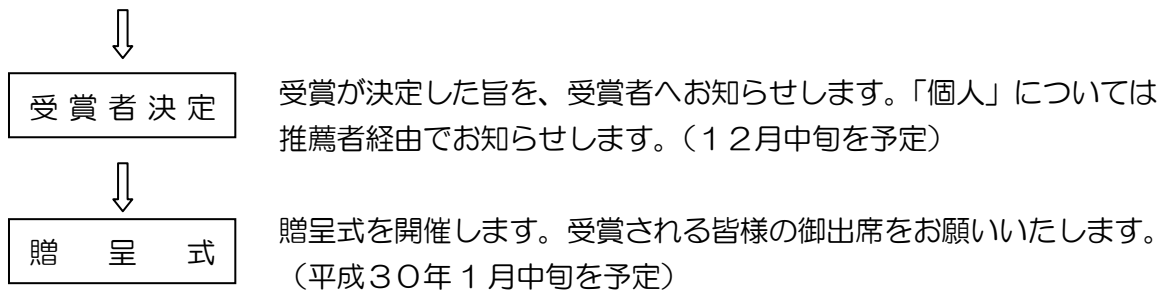 ⇩
受賞者決定
受賞が決定した旨を、受賞者へお知らせします。「個人」については
推薦者経由でお知らせします。（１２月中旬を予定）
⇩
贈　呈　式
贈呈式を開催します。受賞される皆様の御出席をお願いいたします。
（平成３０年１月中旬を予定）